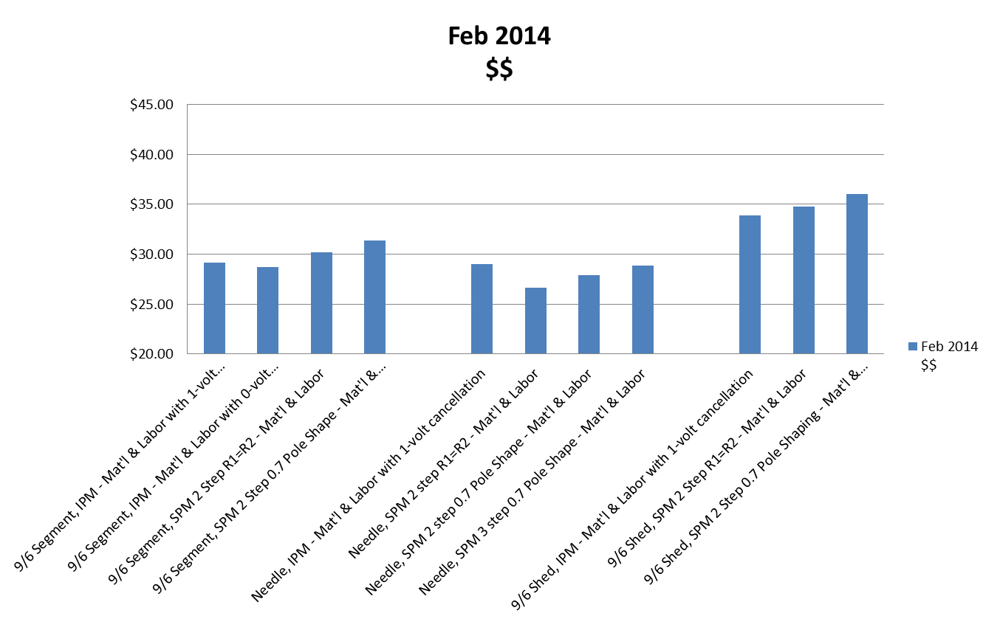 Feb 2014
$$
$45.00
$40.00
$35.00
$30.00
$25.00
$20.00
9/6 Segment, IPM - Mat'l & Labor with 1-volt...
9/6 Segment, IPM - Mat'l & Labor with 0-volt...
9/6 Segment, SPM 2 Step R1=R2 - Mat'l & Labor
9/6 Segment, SPM 2 Step 0.7 Pole Shape - Mat'l &...
Needle, IPM - Mat'l & Labor with 1-volt cancellation
Needle, SPM 2 step R1=R2 - Mat'l & Labor
Needle, SPM 2 step 0.7 Pole Shape - Mat'l & Labor
Needle, SPM 3 step 0.7 Pole Shape - Mat'l & Labor
9/6 Shed, IPM - Mat'l & Labor with 1-volt cancellation
9/6 Shed, SPM 2 Step R1=R2 - Mat'l & Labor
9/6 Shed, SPM 2 Step 0.7 Pole Shaping - Mat'l &...
Feb 2014
$$